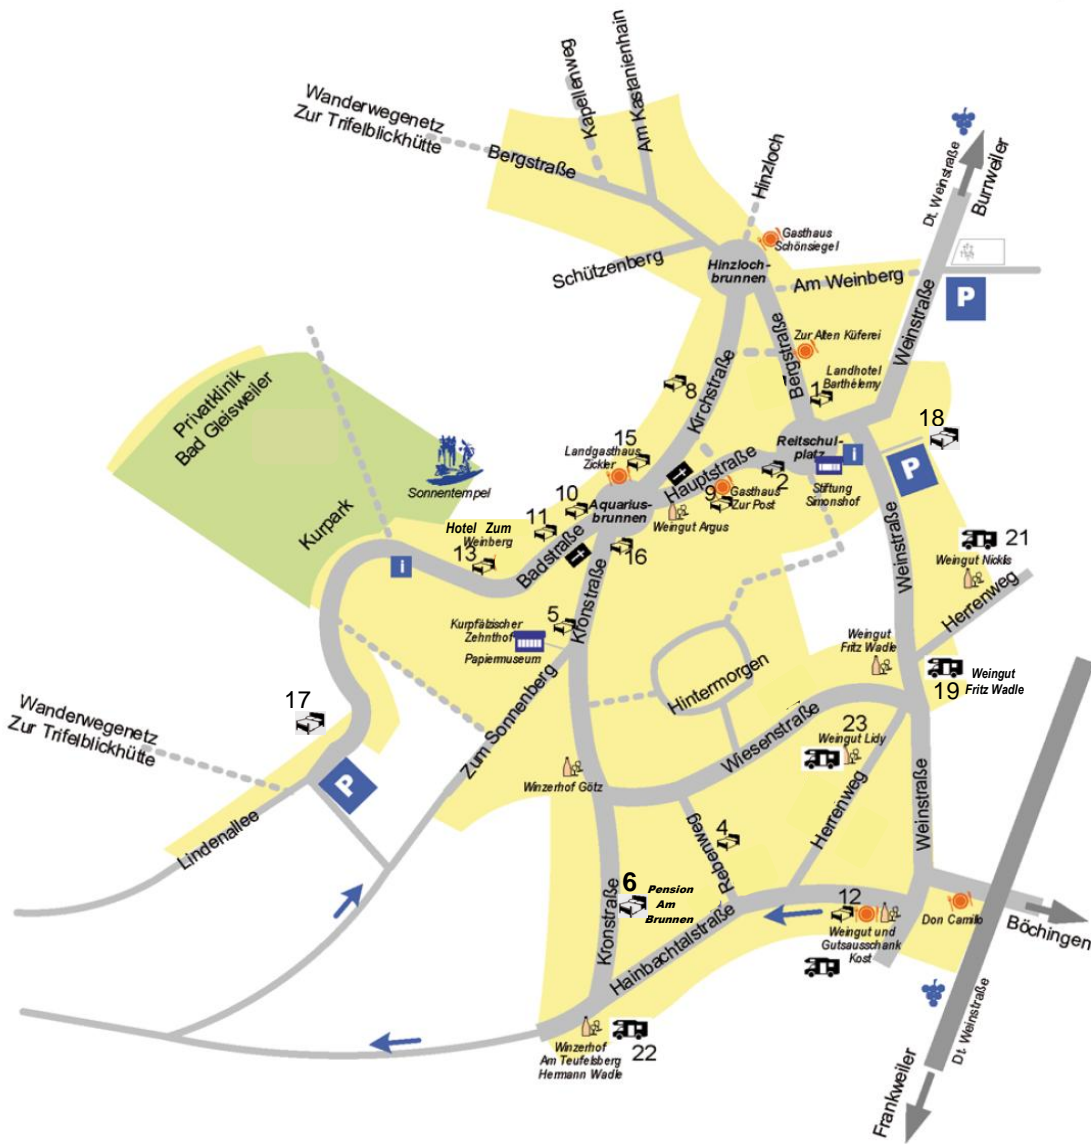 Wanderwegenetz
Zur Trifelblickhütte
Bergstraße
Kapellenweg
Am Kastanienhain
Hinzloch
Dt. Weinstraße
Burrweiler
Schützenberg
Hinzloch-
brunnen
Gasthaus
Schönsiegel
Am Weinberg
P
Weinstraße
Zur Alten Küferei
Bergstraße
Landhotel
Barthélemy
1
Kirchstraße
8
Privatklinik
Bad Gleisweiler
Kurpark
Sonnentempel
15
Landgasthaus
Zickler
Hauptstraße
Reitschul-
platz
i
18
P
2
Stiftung
Simonshof
9
Gasthaus
Zur Post
Weingut Argus
Aquarius-
brunnen
10
11
Hotel Zum
Weinberg
13
Badstraße
i
16
Kronstraße
5
Kurpfälzischer
Zehnthof
Papiermuseum
Weinstraße
21
Weingut Nicklis
Herrenweg
Weingut
Fritz Wadle
19
Weingut
Fritz Wadle
Hintermorgen
Wiesenstraße
23
Weingut Lidy
Herrenweg
Weinstraße
17
Wanderwegenetz
Zur Trifelblickhütte
P
Lindenallee
Zum Sonnenberg
Winzerhof Götz
Rebenweg
4
6
Pension
Am
Brunnen
Kronstraße
Hainbachtalstraße
12
Weingut und
Gutsausschank
Kost
Don Camillo
Böchingen
Winzerhof
Am Teufelsberg
Hermann Wadle
22
Dt. Weinstraße
Frankweiler